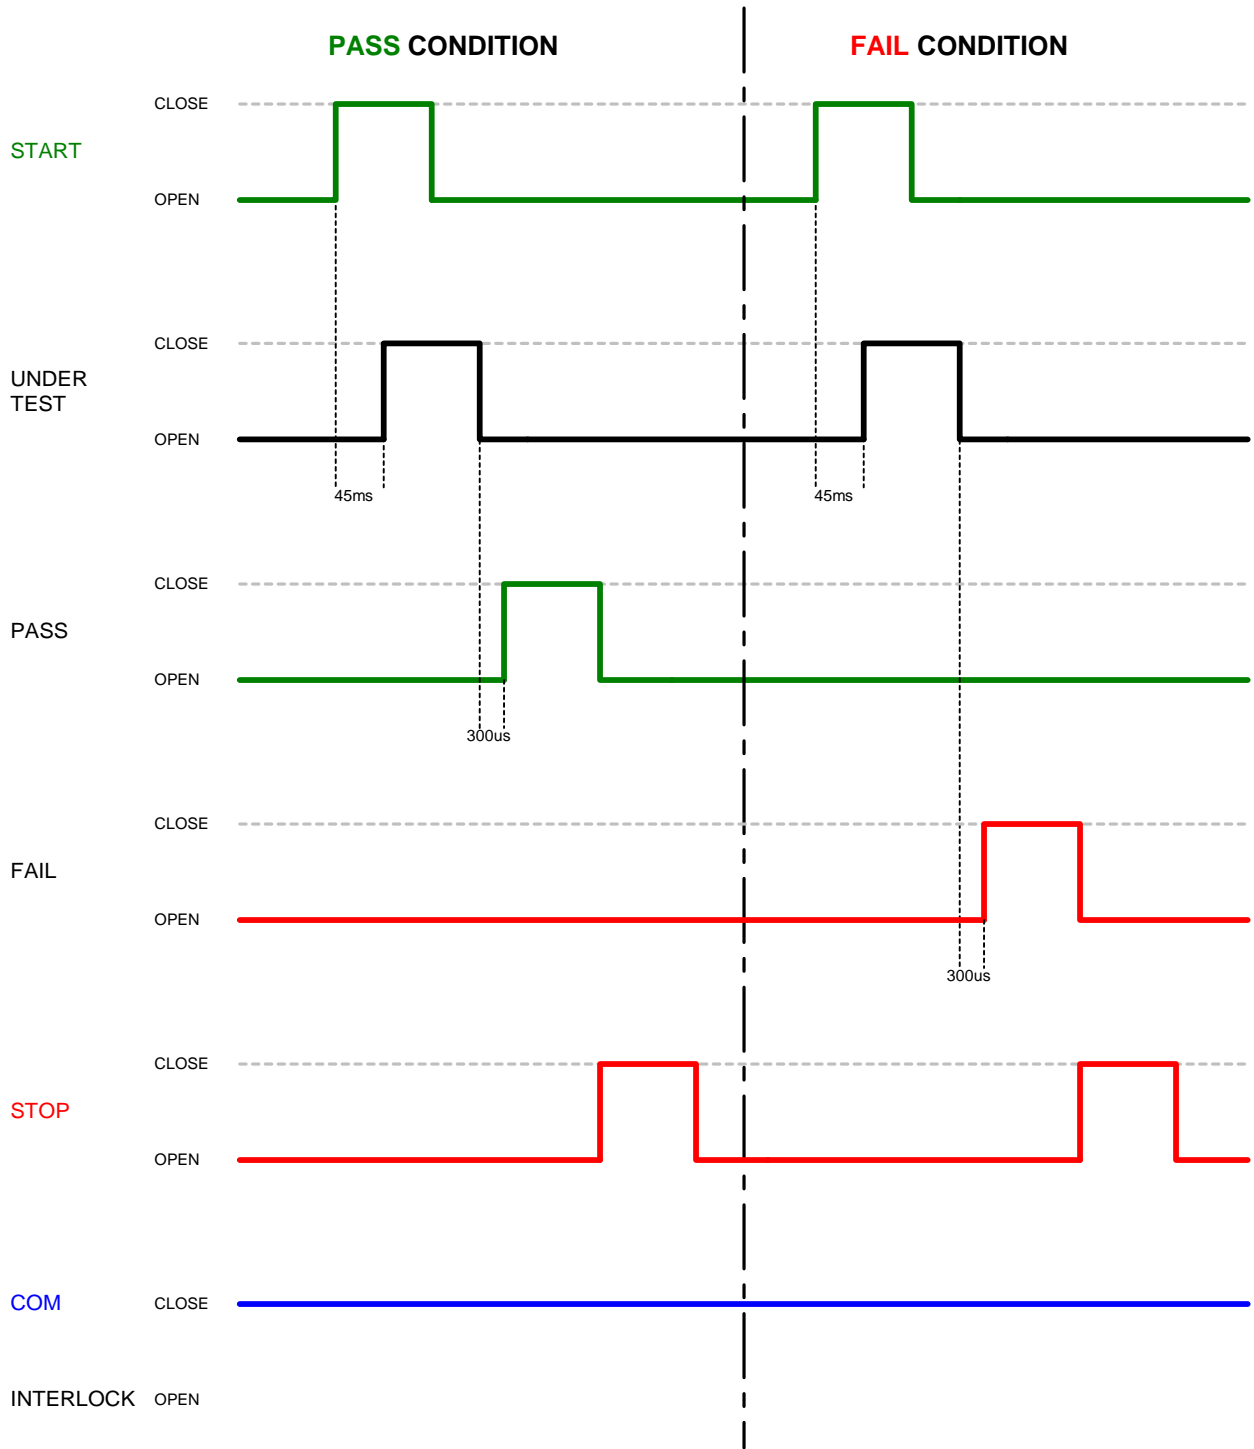 PASS CONDITION
FAIL CONDITION
CLOSE
START
OPEN
CLOSE
UNDER
TEST
OPEN
45ms
45ms
CLOSE
PASS
OPEN
300us
CLOSE
FAIL
OPEN
300us
CLOSE
STOP
OPEN
COM CLOSE
INTERLOCK OPEN